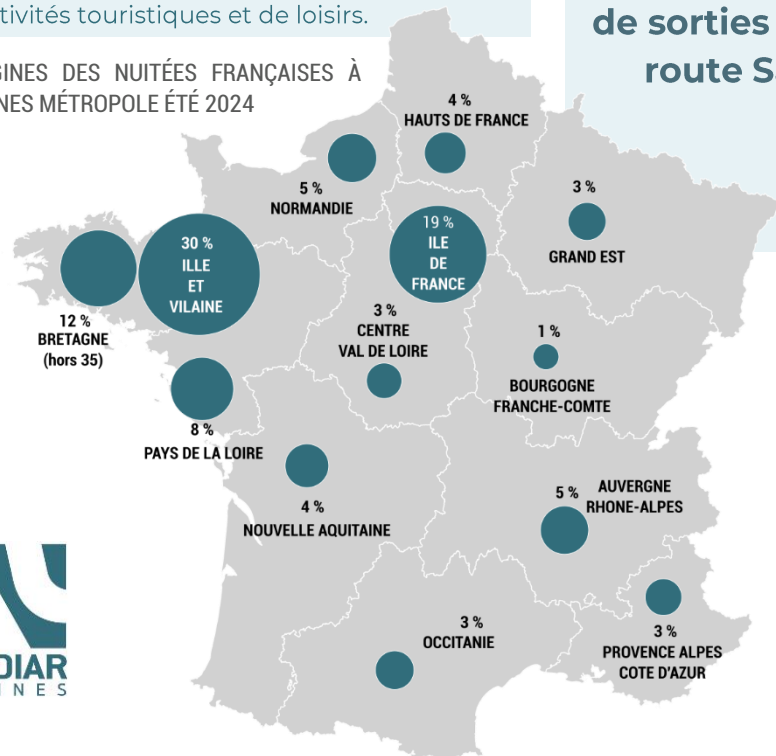 tivités touristiques et de loisirs.
de sorties
route S
GINES DES NUITÉES FRANÇAISES À
NES MÉTROPOLE ÉTÉ 2024
4 %
HAUTS DE FRANCE
5 %
NORMANDIE
3 %
GRAND EST
19 %
ILE
DE
FRANCE
30 %
ILLE
ET
VILAINE
12 %
BRETAGNE
(hors 35)
3 %
CENTRE
VAL DE LOIRE
1 %
BOURGOGNE
FRANCHE-COMTE
8 %
PAYS DE LA LOIRE
4 %
NOUVELLE AQUITAINE
5 % AUVERGNE
RHONE-ALPES
3 %
OCCITANIE
3 %
PROVENCE ALPES
COTE D'AZUR
DIAR
NNES